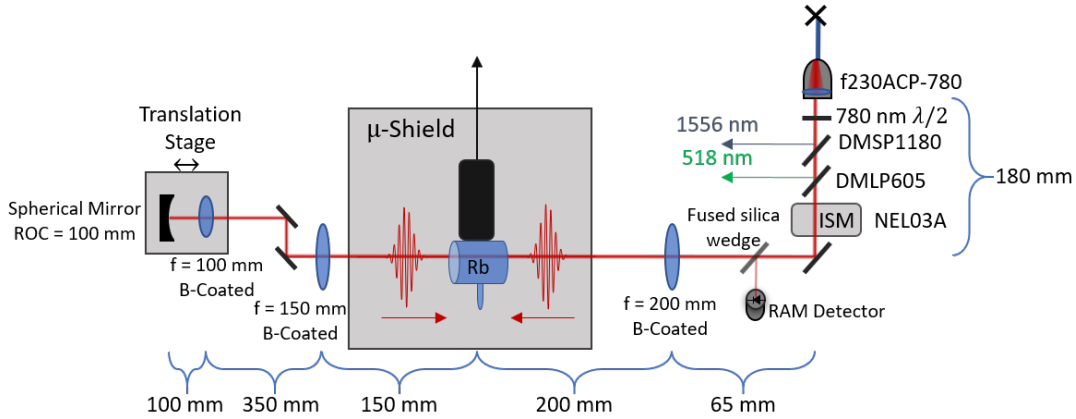 f230ACP-780
780 nm λ/2
1556 nm
DMSP1180
518 nm
DMLP605
180 mm
Translation
Stage
μ-Shield
Spherical Mirror
ROC = 100 mm
Fused silica
wedge
ISM
NEL03A
Rb
f = 100 mm
B-Coated
f = 150 mm
B-Coated
f = 200 mm
B-Coated
RAM Detector
100 mm
350 mm
150 mm
200 mm
65 mm